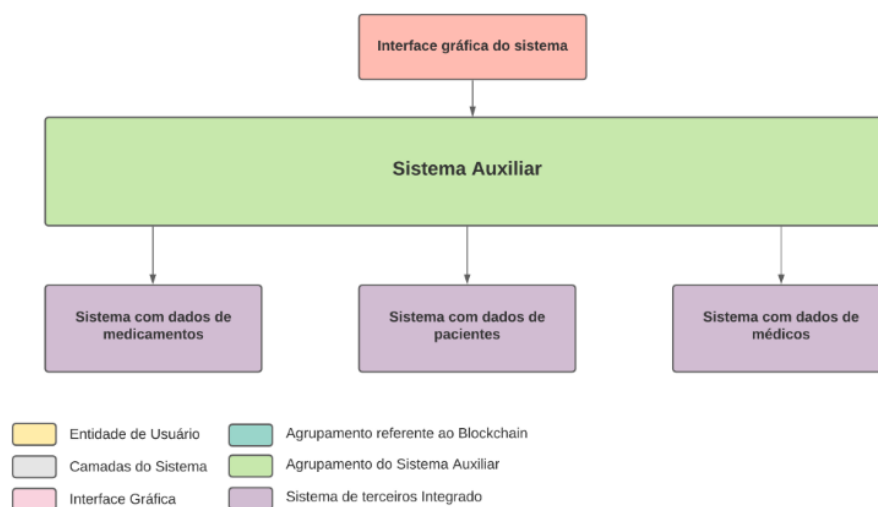 Interface gráfica do sistema
Sistema Auxiliar
Sistema com dados de
medicamentos
Sistema com dados de
pacientes
Sistema com dados de
médicos
Entidade de Usuário
Agrupamento referente ao Blockchain
Camadas do Sistema
Agrupamento do Sistema Auxiliar
Interface Gráfica
Sistema de terceiros Integrado